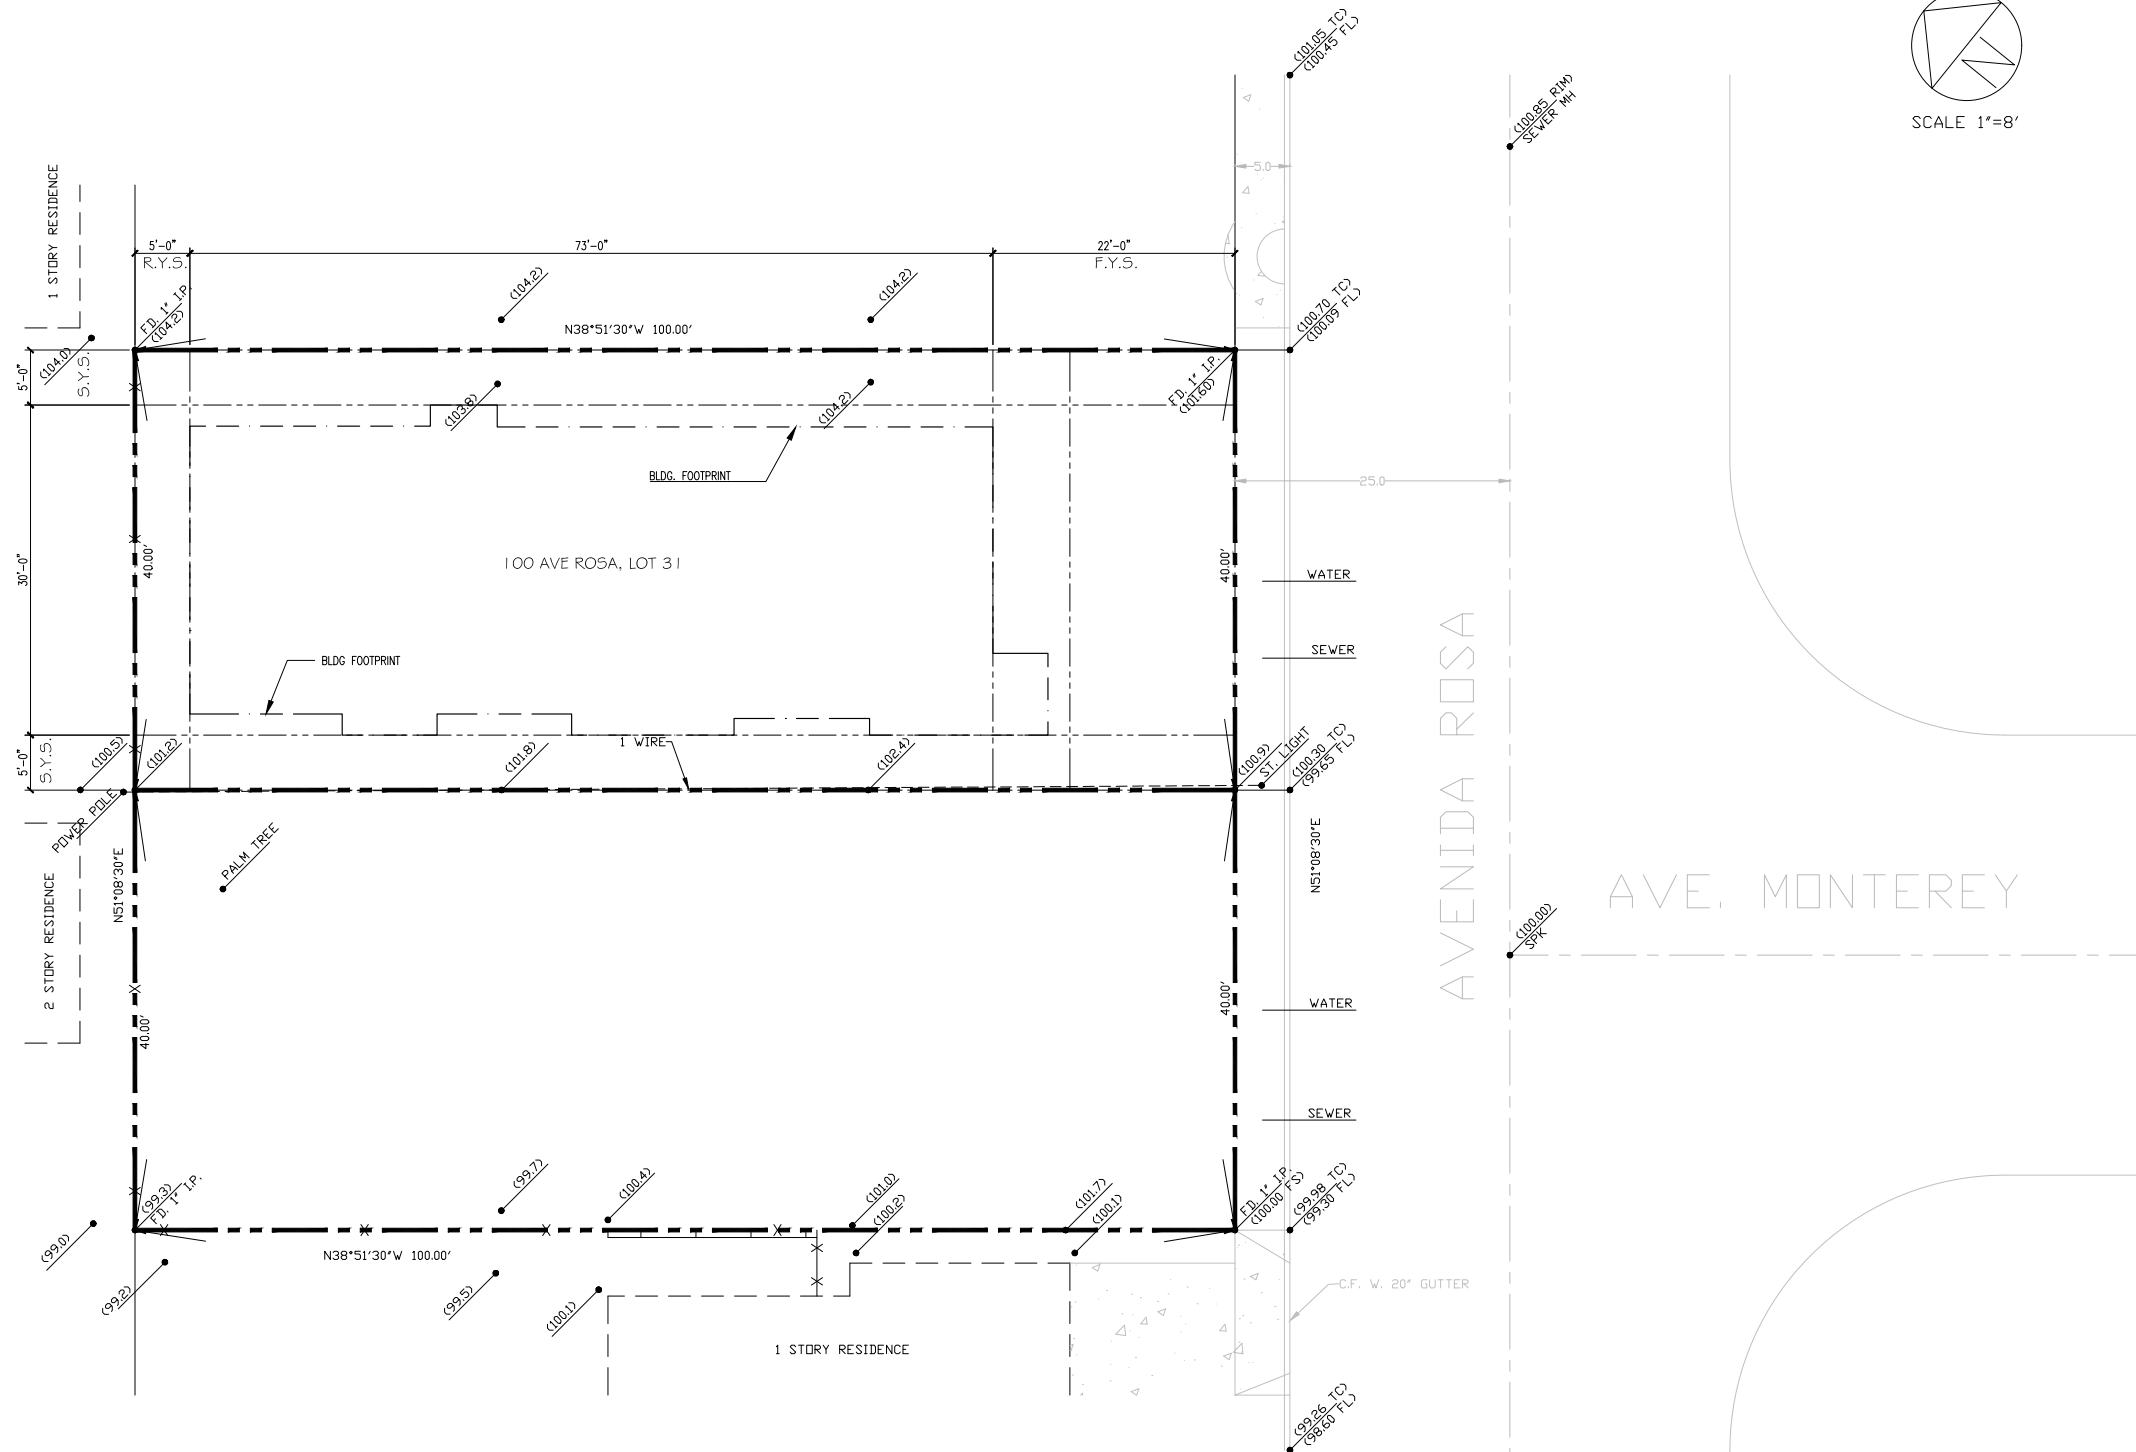 (101.05 TC)
(100.45 FL)
SCALE 1"=8'
(100.85 RIM)
SEWER MH
5.0
1 STORY RESIDENCE
5'-0"
73'-0"
22'-0"
R.Y.S.
F.Y.S.
(104.2)
(104.2)
FD. 1" I.P.
(104.2)
N38°51'30"W 100.00'
(100.70 TC)
(100.09 FL)
(104.0)
5'-0"
S.Y.S.
(103.8)
(104.2)
FD. 1" I.P.
(101.60)
BLDG. FOOTPRINT
25.0
30'-0"
40.00'
100 AVE ROSA, LOT 31
40.00'
WATER
SEWER
BLDG FOOTPRINT
AVENIDA ROSA
5'-0"
S.Y.S.
(100.5)
(101.2)
1 WIRE
(101.8)
(102.4)
(100.9)
ST. LIGHT
(100.30 TC)
(99.65 FL)
POWER POLE
PALM TREE
N51°08'30"E
N51°08'30"E
2 STORY RESIDENCE
AVE. MONTEREY
(100.00)
SPK
40.00'
40.00'
WATER
SEWER
(99.3)
FD. 1" I.P.
(99.7)
(100.4)
(101.0)
(100.2)
(101.7)
(100.1)
FD. 1" I.P.
(100.00 FS)
(99.98 TC)
(99.30 FL)
(99.0)
N38°51'30"W 100.00'
(99.2)
(99.5)
(100.1)
C.F. W. 20" GUTTER
1 STORY RESIDENCE
(99.26 TC)
(98.60 FL)